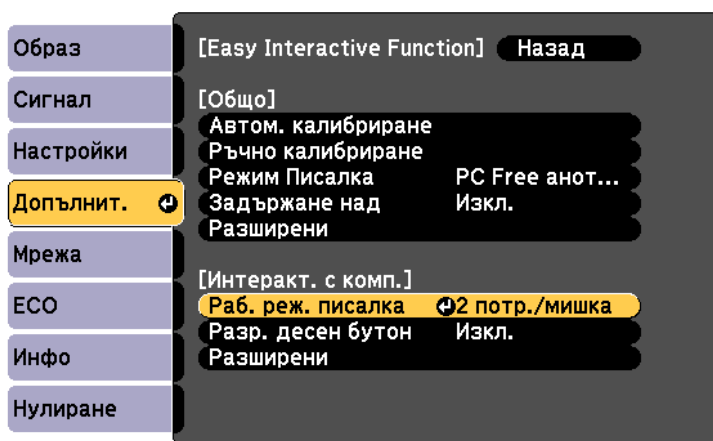 Образ
Сигнал
Настройки
Допълнит.
Мрежа
ECO
Инфо
Нулиране
[Easy Interactive Function] Назад
[Общо]
Автом. калибриране
Ръчно калибриране
Режим Писалка PC Free анот...
Задържане над Изкл.
Разширени
[Интеракт. с комп.]
Раб. реж. писалка 2 потр./мишка
Разр. десен бутон Изкл.
Разширени